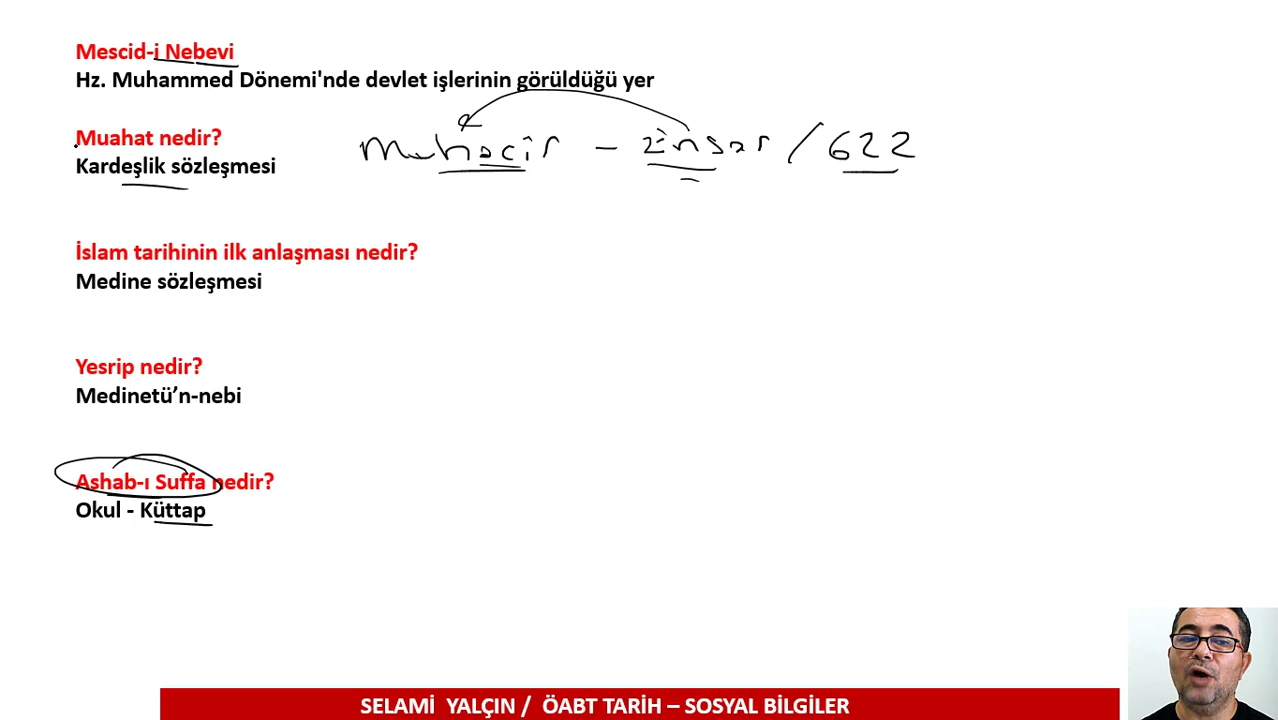 Mescid-i Nebevi
Hz. Muhammed Dönemi'nde devlet işlerinin görüldüğü yer
Muahat nedir?
Kardeşlik sözleşmesi
Muhacir - Ensar / 622
İslam tarihinin ilk anlaşması nedir?
Medine sözleşmesi
Yesrip nedir?
Medinetü’n-nebi
Ashab-ı Suffa nedir?
Okul - Küttap
SELAMİ YALÇIN / ÖABT TARİH – SOSYAL BİLGİLER